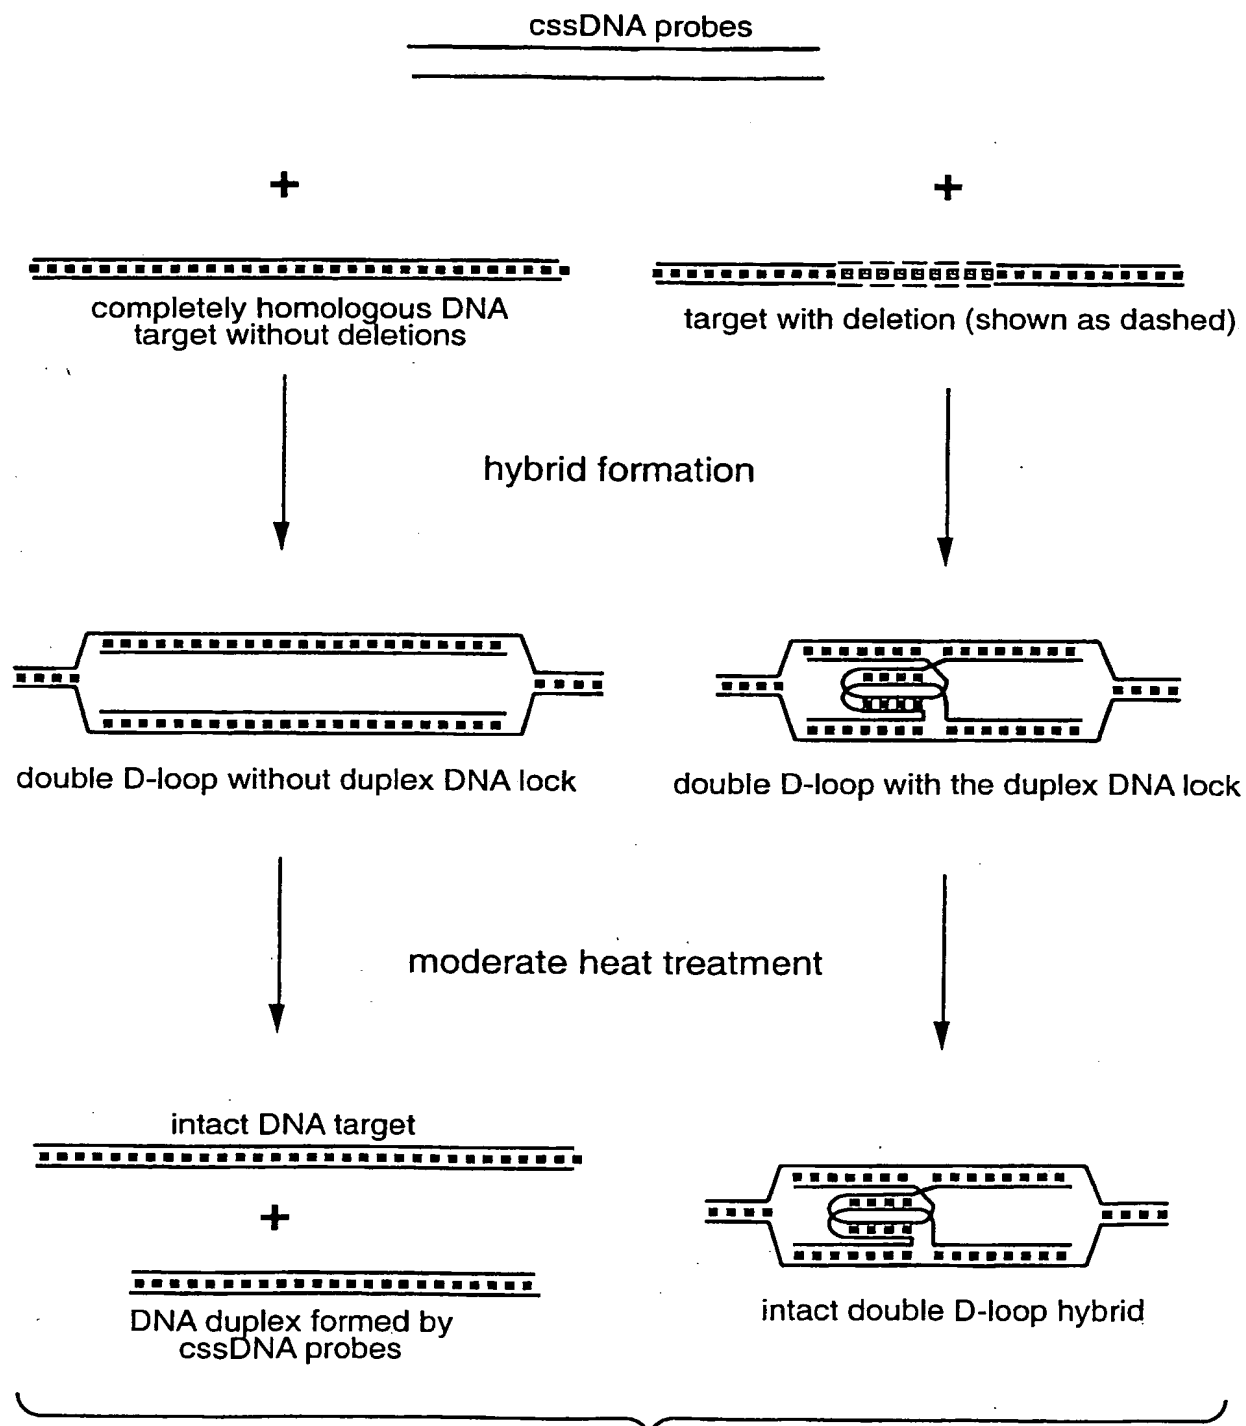 cssDNA probes
+
+
completely homologous DNA
target without deletions
target with deletion (shown as dashed)
hybrid formation
double D-loop without duplex DNA lock
double D-loop with the duplex DNA lock
moderate heat treatment
intact DNA target
+
DNA duplex formed by
cssDNA probes
intact double D-loop hybrid